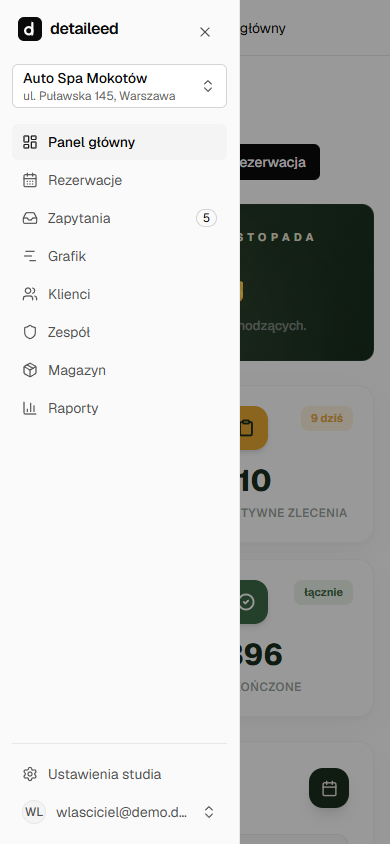 detaileed
główny
Auto Spa Mokotów
ul. Puławska 145, Warszawa
Panel główny
Rezerwacje
ezerwacja
Zapytania
5
STOPADA
Grafik
Klienci
hodzących.
Zespół
Magazyn
Raporty
9 dziś
10
TYWNE ZLECENIA
łącznie
396
OŃCZONE
Ustawienia studia
WL
wlasciciel@demo.d...